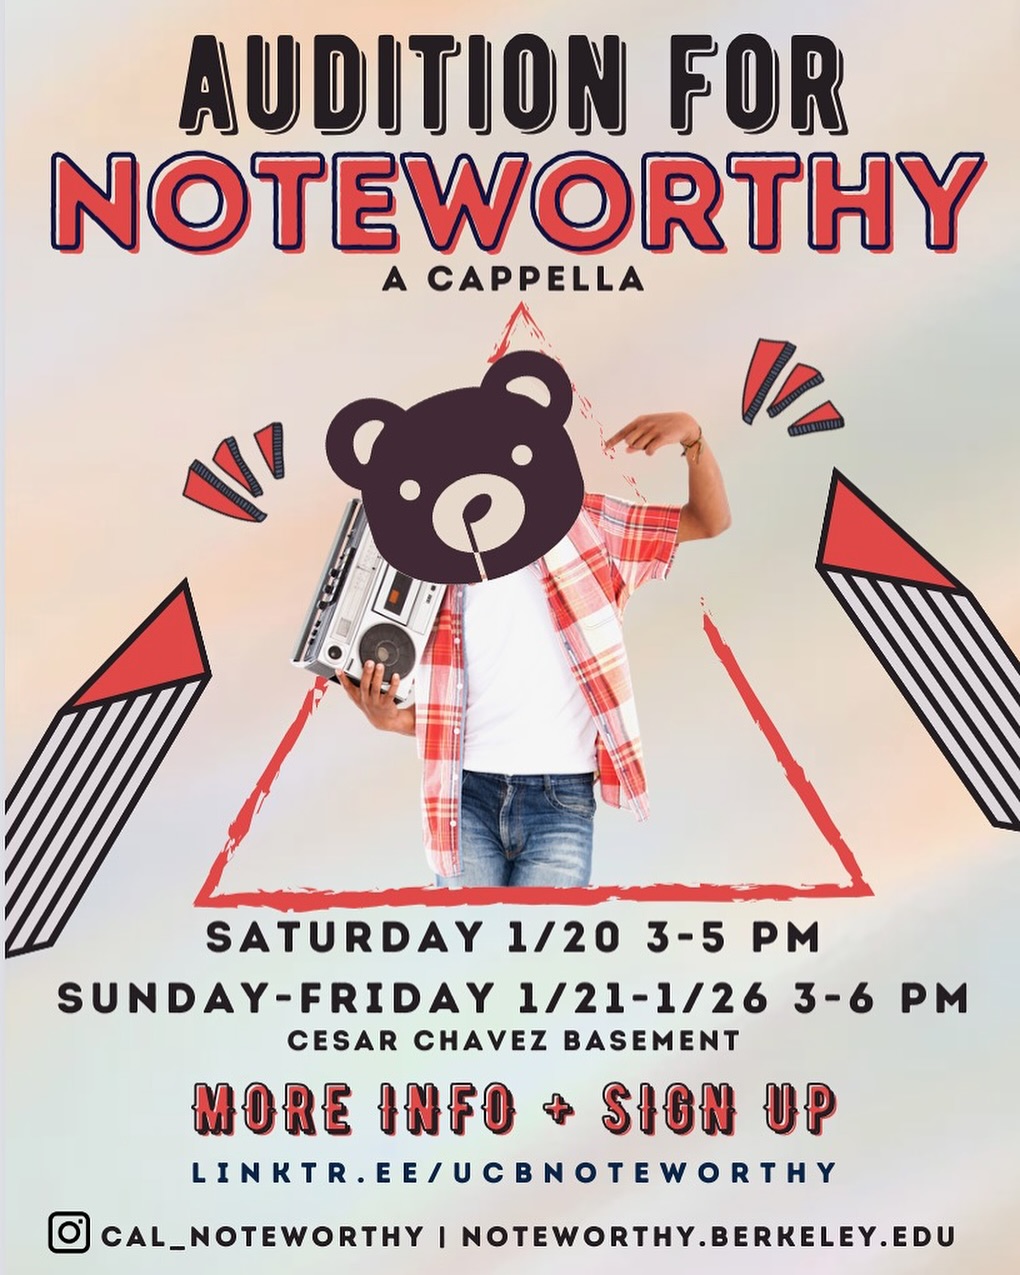 AUDITION FOR
NOTEWORTHY
A CAPPELLA
SATURDAY 1/20 3-5 PM
SUNDAY-FRIDAY 1/21-1/26 3-6 PM
CESAR CHAVEZ BASEMENT
MORE INFO + SIGN UP
LINKTR.EE/UCBNOTEWORTHY
CAL_NOTEWORTHY | NOTEWORTHY.BERKELEY.EDU